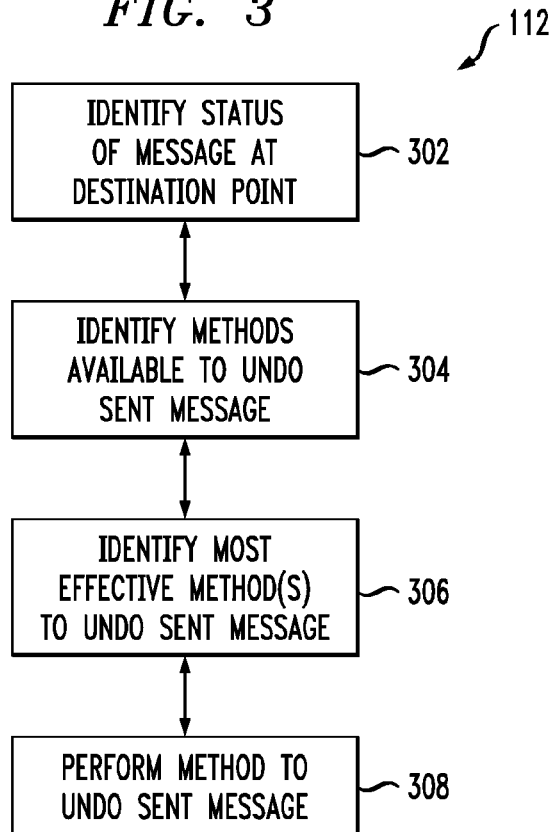 FIG. 3
112
IDENTIFY STATUS
OF MESSAGE AT
DESTINATION POINT
302
IDENTIFY METHODS
AVAILABLE TO UNDO
SENT MESSAGE
304
IDENTIFY MOST
EFFECTIVE METHOD(S)
TO UNDO SENT MESSAGE
306
PERFORM METHOD TO
UNDO SENT MESSAGE
308